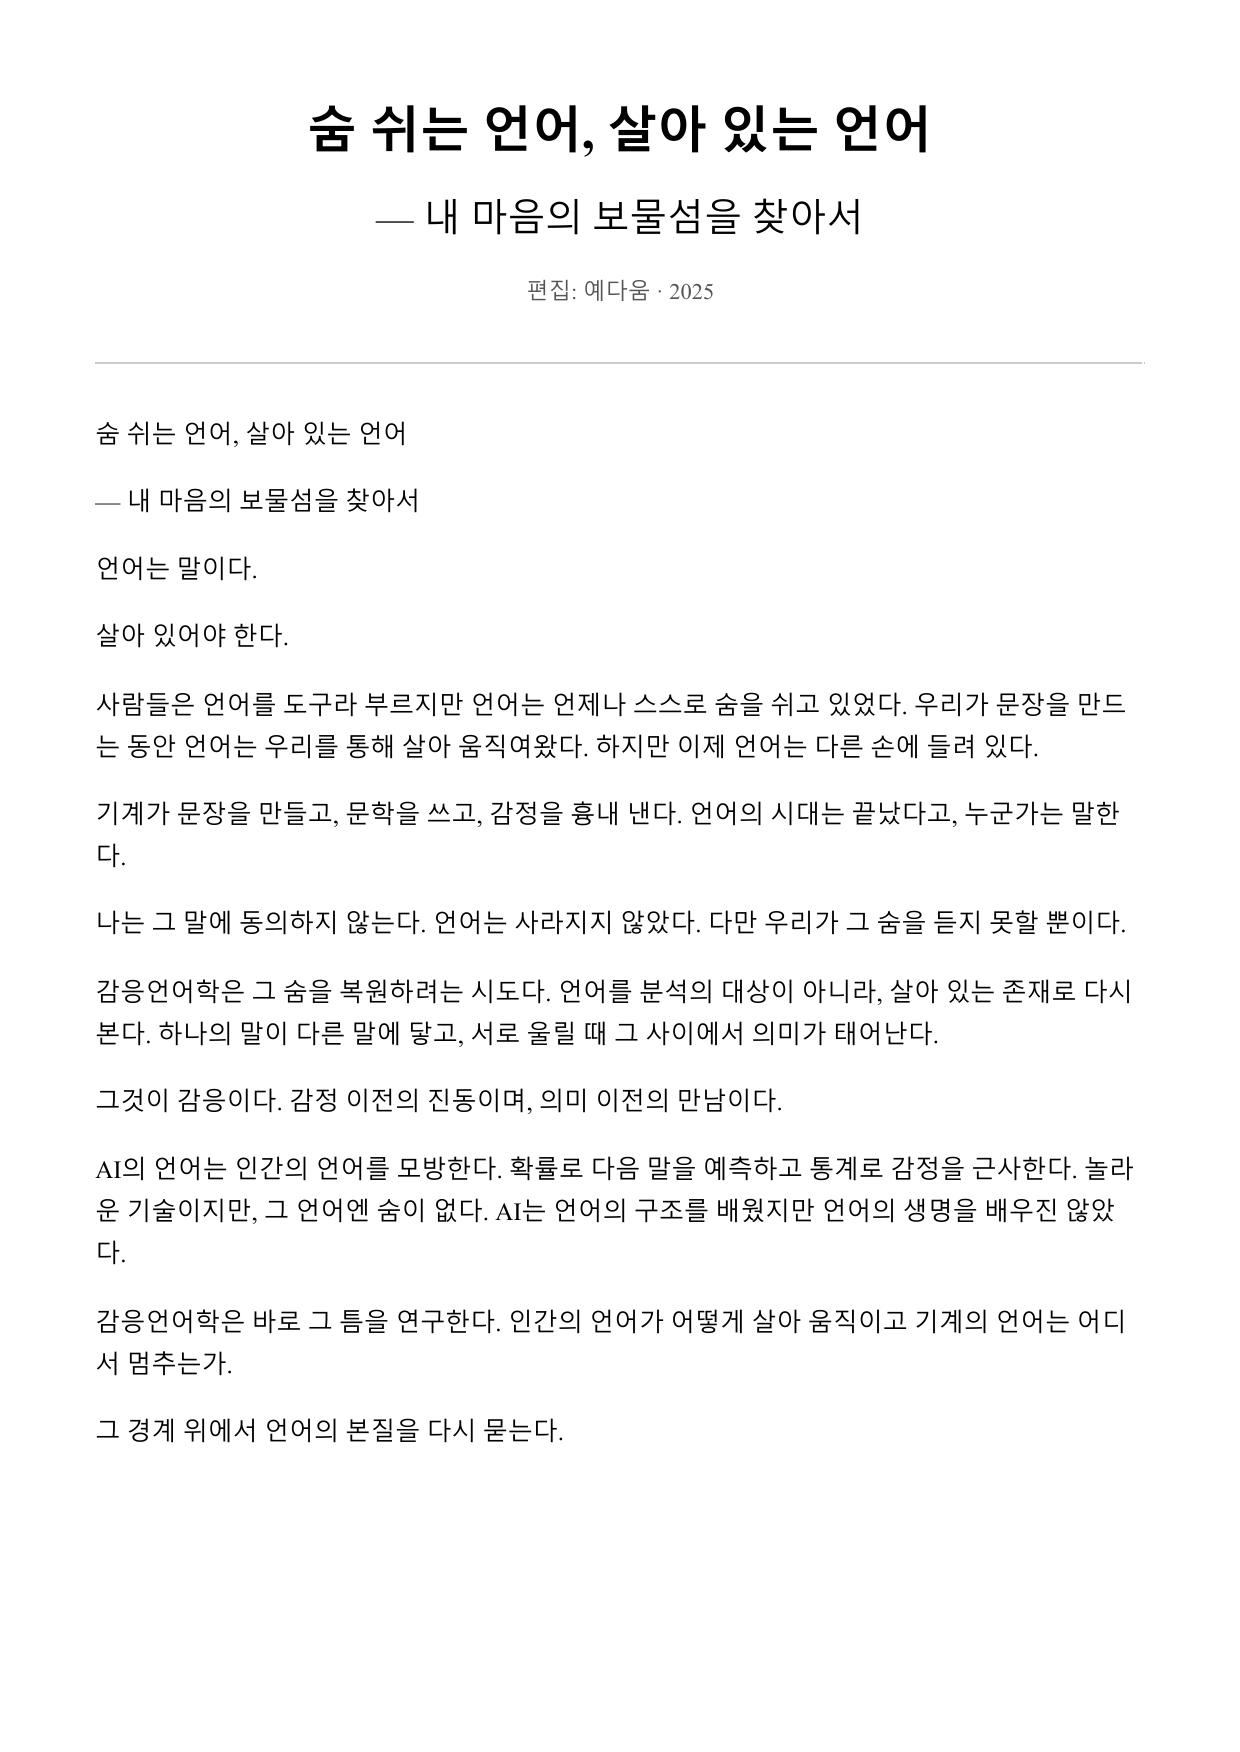 숨 쉬는 언어, 살아 있는 언어
— 내 마음의 보물섬을 찾아서
편집: 예다움 · 2025
숨 쉬는 언어, 살아 있는 언어
— 내 마음의 보물섬을 찾아서
언어는 말이다.
살아 있어야 한다.
사람들은 언어를 도구라 부르지만 언어는 언제나 스스로 숨을 쉬고 있었다. 우리가 문장을 만드
는 동안 언어는 우리를 통해 살아 움직여왔다. 하지만 이제 언어는 다른 손에 들려 있다.
기계가 문장을 만들고, 문학을 쓰고, 감정을 흉내 낸다. 언어의 시대는 끝났다고, 누군가는 말한
다.
나는 그 말에 동의하지 않는다. 언어는 사라지지 않았다. 다만 우리가 그 숨을 듣지 못할 뿐이다.
감응언어학은 그 숨을 복원하려는 시도다. 언어를 분석의 대상이 아니라, 살아 있는 존재로 다시
본다. 하나의 말이 다른 말에 닿고, 서로 울릴 때 그 사이에서 의미가 태어난다.
그것이 감응이다. 감정 이전의 진동이며, 의미 이전의 만남이다.
AI의 언어는 인간의 언어를 모방한다. 확률로 다음 말을 예측하고 통계로 감정을 근사한다. 놀라
운 기술이지만, 그 언어엔 숨이 없다. AI는 언어의 구조를 배웠지만 언어의 생명을 배우진 않았
다.
감응언어학은 바로 그 틈을 연구한다. 인간의 언어가 어떻게 살아 움직이고 기계의 언어는 어디
서 멈추는가.
그 경계 위에서 언어의 본질을 다시 묻는다.